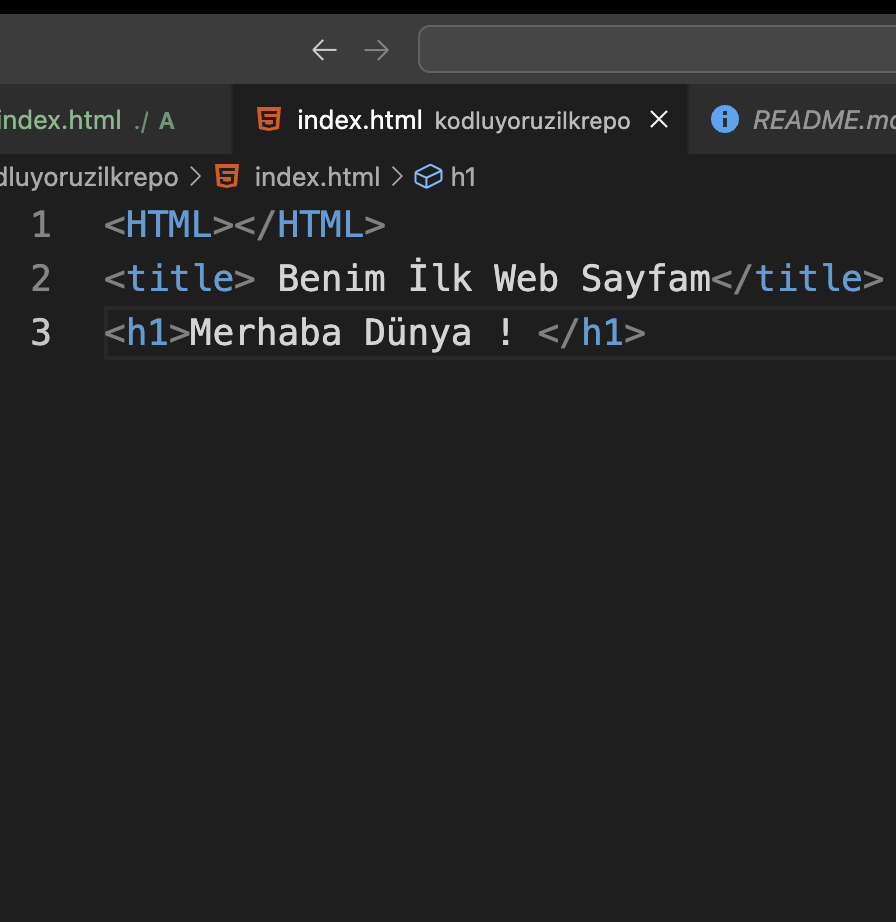 index.html ./ A
index.html kodluyoruzilkrepo
README.m
dluyoruzilkrepo > index.html > h1
1 <HTML></HTML>
2 <title> Benim İlk Web Sayfam</title>
3 <h1>Merhaba Dünya ! </h1>